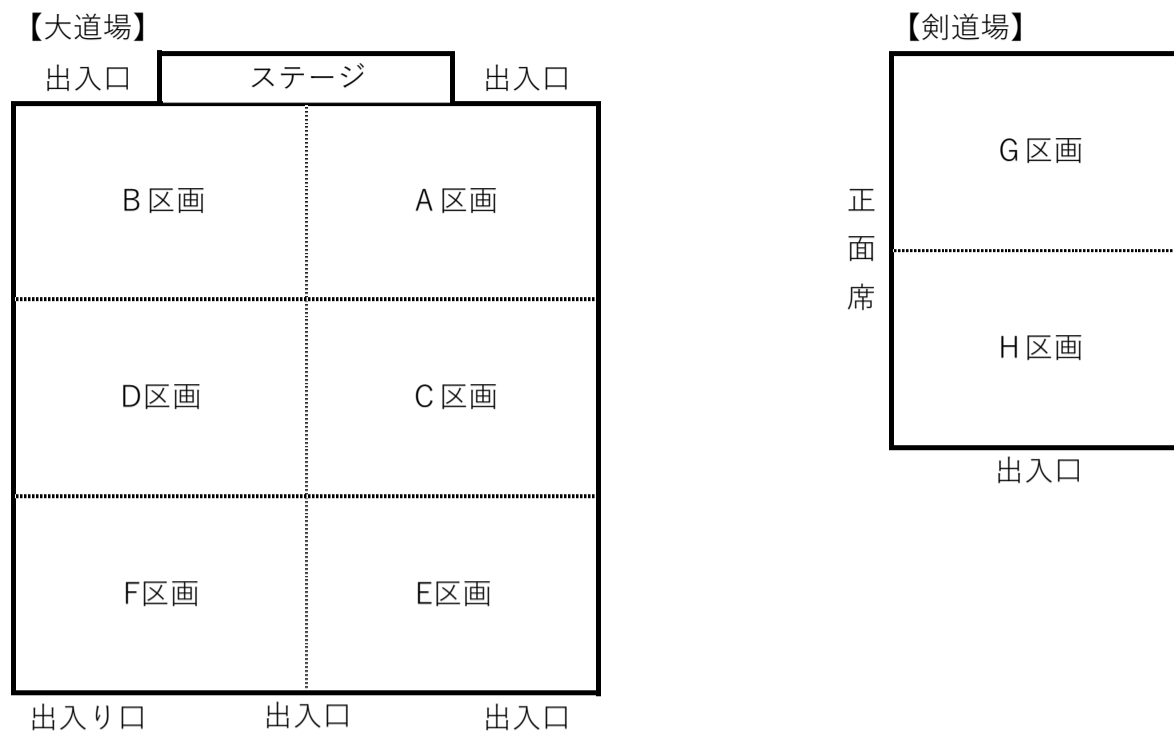 【大道場】
出入口 ステージ 出入口
B区画 A区画
D区画 C区画
F区画 E区画
出入り口 出入口 出入口
【剣道場】
正面席
G区画
H区画
出入口